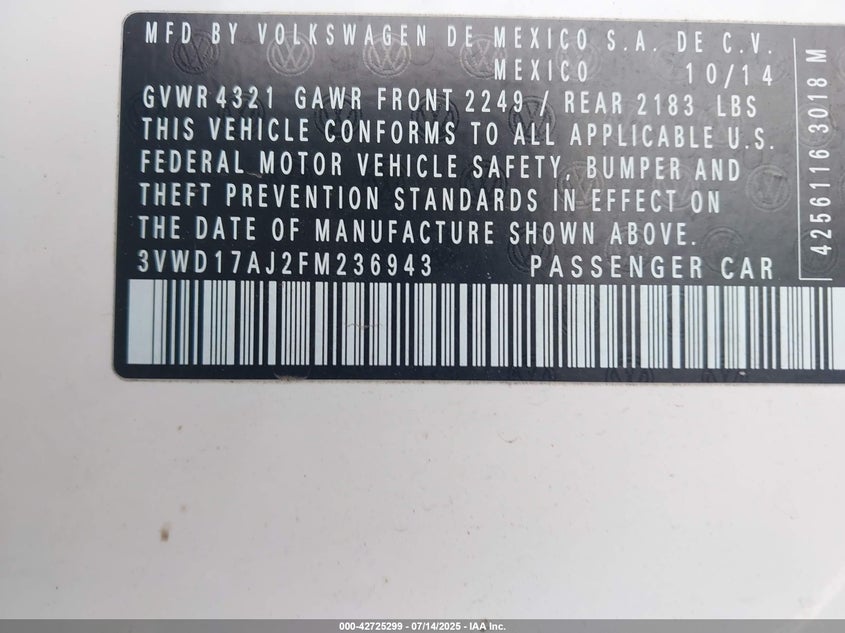 MFD BY VOLKSWAGEN DE MEXICO S.A. DE C.V.
MEXICO 10/14
GVWR 4321 GAWR FRONT 2249 / REAR 2183 LBS
THIS VEHICLE CONFORMS TO ALL APPLICABLE U.S.
FEDERAL MOTOR VEHICLE SAFETY, BUMPER AND
THEFT PREVENTION STANDARDS IN EFFECT ON
THE DATE OF MANUFACTURE SHOWN ABOVE.
3VWD17AJ2FM236943 PASSENGER CAR
4256116 3018 M
000-42725299 - 07/14/2025 - IAA Inc.